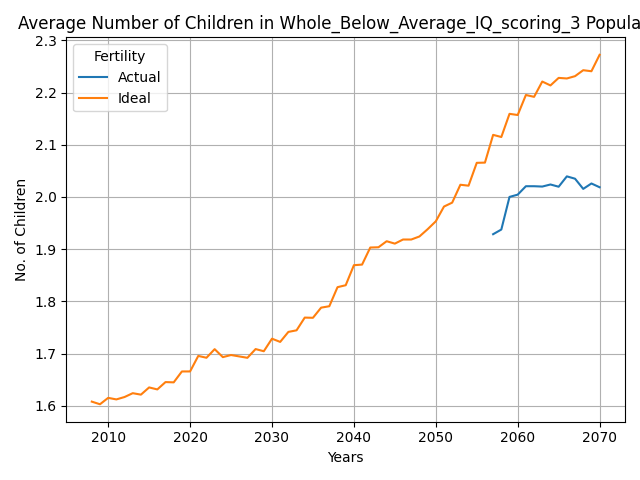 Average Number of Children in Whole_Below_Average_IQ_scoring_3 Popula
2.3
2.2
2.1
2.0
1.9
1.8
1.7
1.6
No. of Children
Fertility
Actual
Ideal
2010 2020 2030 2040 2050 2060 2070
Years